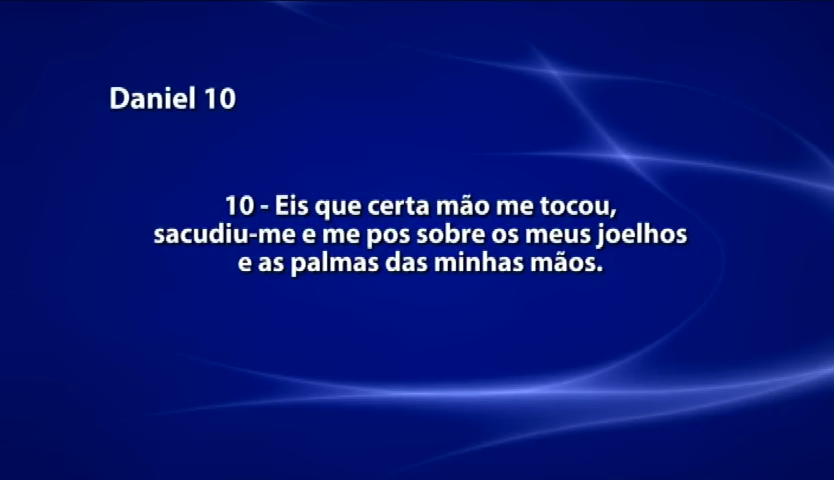 Daniel 10
10 - Eis que certa mão me tocou,
sacudiu-me e me pos sobre os meus joelhos
e as palmas das minhas mãos.